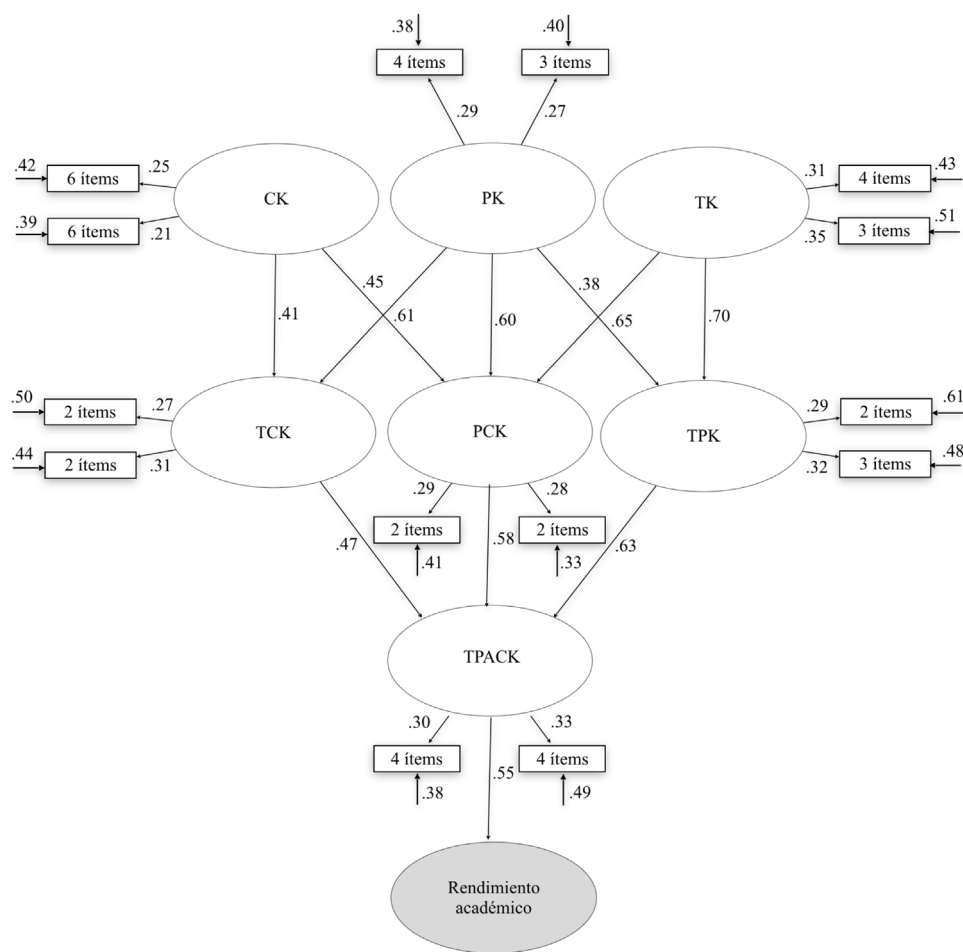 .38
.40
4 ítems
3 ítems
.29
.27
.42
6 ítems
.25
CK
PK
TK
.31
4 ítems
.43
.39
6 ítems
.21
.35
3 ítems
.51
.41
.45
.61
.60
.38
.65
.70
.50
2 ítems
.27
TCK
PCK
TPK
.29
2 ítems
.61
.44
2 ítems
.31
.32
3 ítems
.48
.29
.28
2 ítems
2 ítems
.47
.41
.58
.33
.63
TPACK
.30
.33
4 ítems
4 ítems
.38
.55
.49
Rendimiento
académico